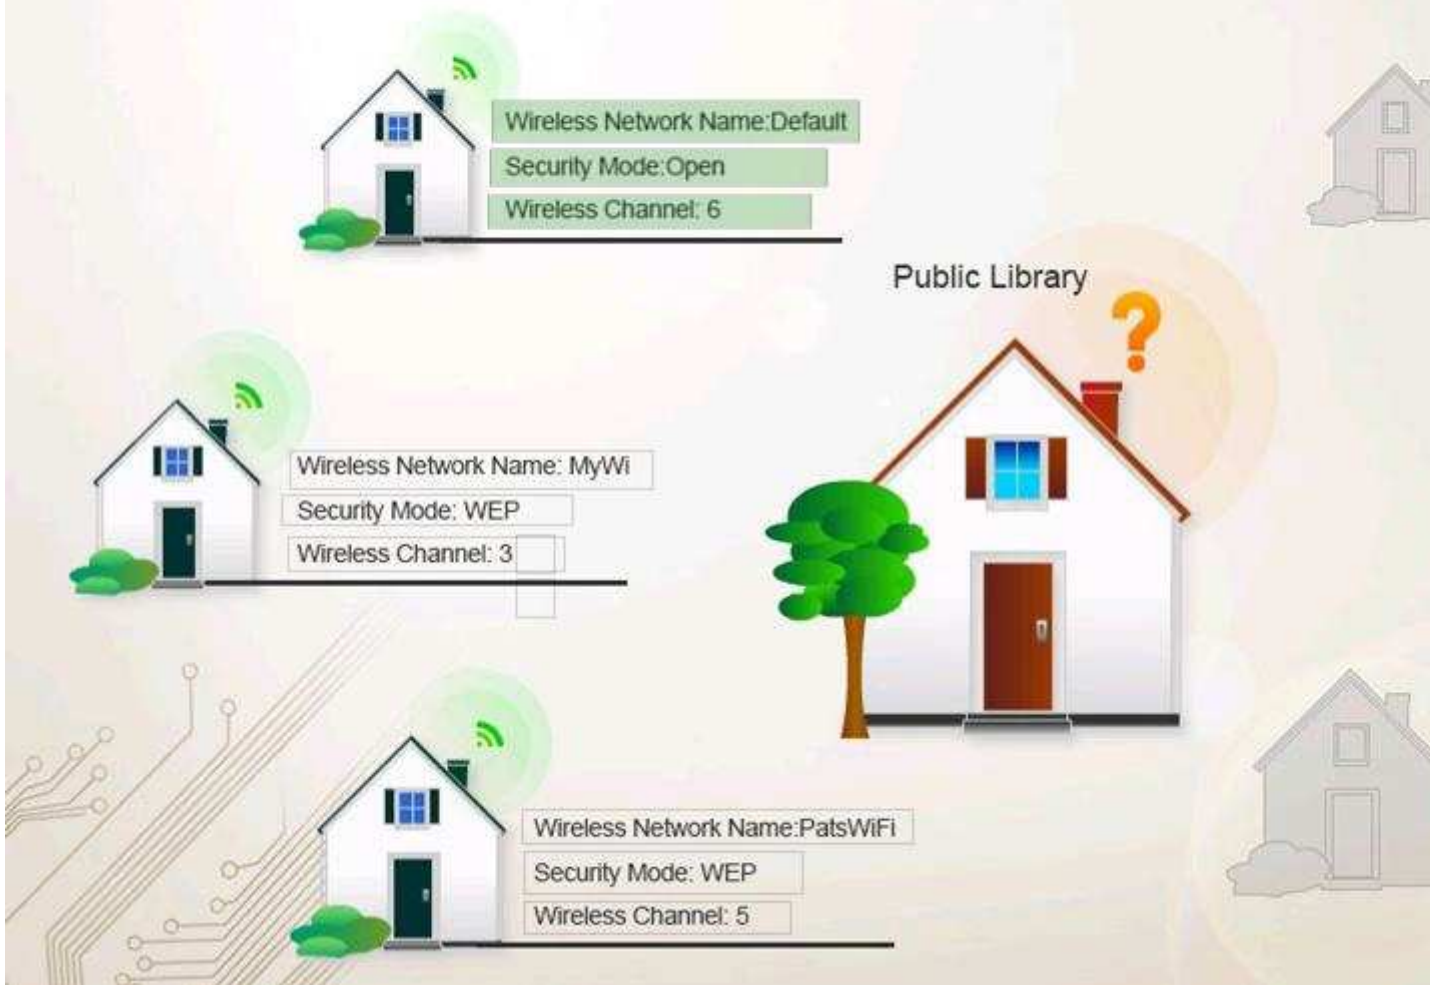 Wireless Network Name:Default
Security Mode:Open
Wireless Channel: 6
Public Library
?
Wireless Network Name: MyWi
Security Mode: WEP
Wireless Channel: 3
Wireless Network Name:PatsWiFi
Security Mode: WEP
Wireless Channel: 5